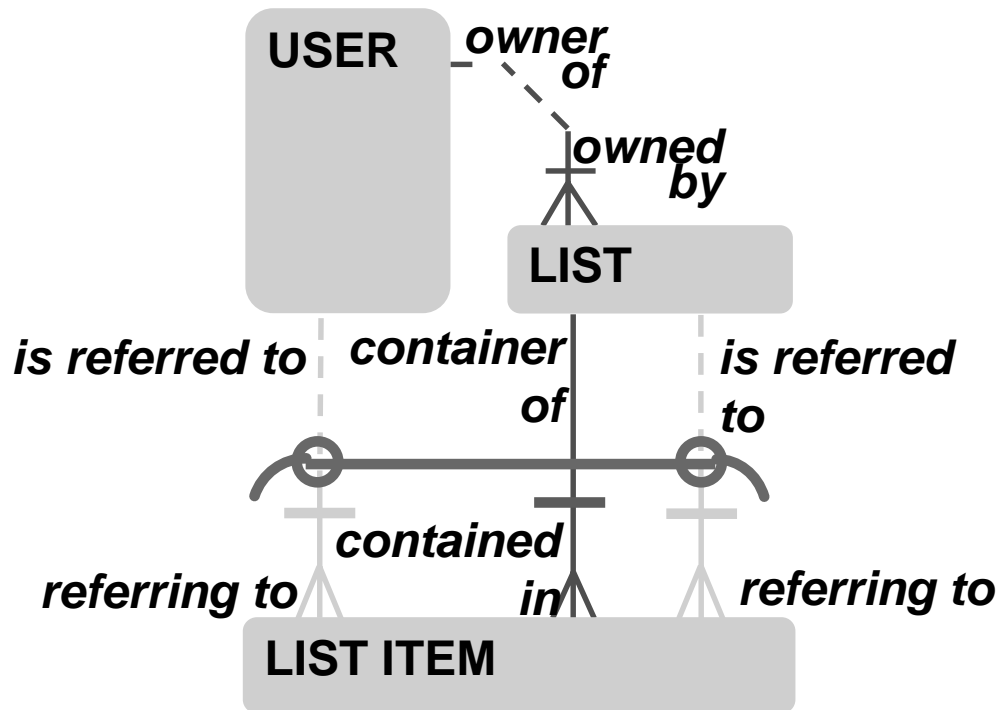 USER
owner
of
owned
by
LIST
is referred to
container
of
is referred
to
contained
in
referring to
referring to
LIST ITEM